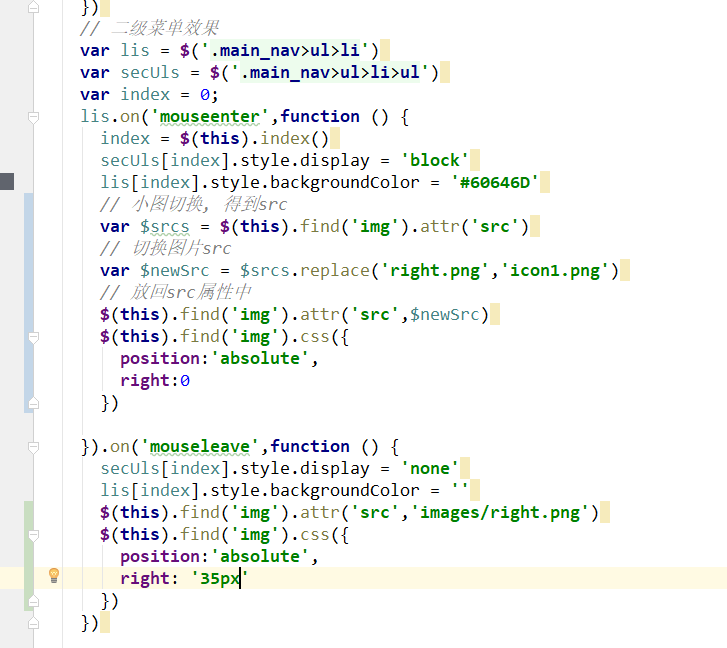 })
// 二级菜单效果
var lis = $('.main_nav>ul>li')
var secUls = $('.main_nav>ul>li>ul')
var index = 0;
lis.on('mouseenter',function () {
index = $(this).index()
secUls[index].style.display = 'block'
lis[index].style.backgroundColor = '#60646D'
// 小图切换, 得到src
var $srcs = $(this).find('img').attr('src')
// 切换图片src
var $newSrc = $srcs.replace('right.png','icon1.png')
// 放回src属性中
$(this).find('img').attr('src',$newSrc)
$(this).find('img').css({
position:'absolute',
right:0
})
}).on('mouseleave',function () {
secUls[index].style.display = 'none'
lis[index].style.backgroundColor = ''
$(this).find('img').attr('src','images/right.png')
$(this).find('img').css({
position:'absolute',
right: '35px'
})
})